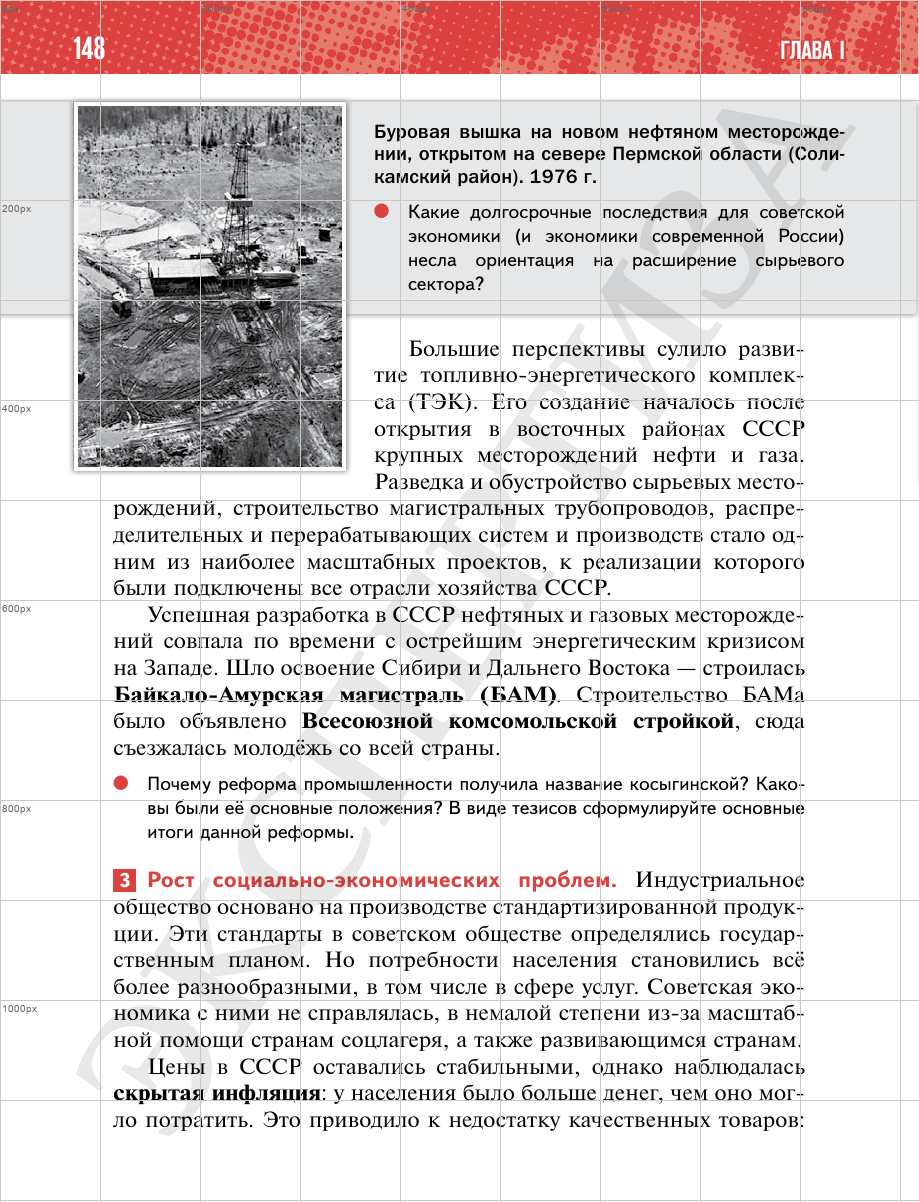 148
ГЛАВА I
Буровая вышка на новом нефтяном месторожде-
нии, открытом на севере Пермской области (Соли-
камский район). 1976 г.
Какие долгосрочные последствия для советской
экономики (и экономики современной России)
несла ориентация на расширение сырьевого
сектора?
Большие перспективы сулило разви-
тие топливно-энергетического комплек-
са (ТЭК). Его создание началось после
открытия в восточных районах СССР
крупных месторождений нефти и газа.
Разведка и обустройство сырьевых место-
рождений, строительство магистральных трубопроводов, распре-
делительных и перерабатывающих систем и производств стало од-
ним из наиболее масштабных проектов, к реализации которого
были подключены все отрасли хозяйства СССР.
Успешная разработка в СССР нефтяных и газовых месторожде-
ний совпала по времени с острейшим энергетическим кризисом
на Западе. Шло освоение Сибири и Дальнего Востока — строилась
Байкало-Амурская магистраль (БАМ). Строительство БАМа
было объявлено Всесоюзной комсомольской стройкой, сюда
съезжалась молодёжь со всей страны.
Почему реформа промышленности получила название косыгинской? Како-
вы были её основные положения? В виде тезисов сформулируйте основные
итоги данной реформы.
3 Рост социально-экономических проблем. Индустриальное
общество основано на производстве стандартизированной продук-
ции. Эти стандарты в советском обществе определялись государ-
ственным планом. Но потребности населения становились всё
более разнообразными, в том числе в сфере услуг. Советская эко-
номика с ними не справлялась, в немалой степени из-за масштаб-
ной помощи странам соцлагеря, а также развивающимся странам.
Цены в СССР оставались стабильными, однако наблюдалась
скрытая инфляция: у населения было больше денег, чем оно мог-
ло потратить. Это приводило к недостатку качественных товаров:
200px
400px
600px
800px
1000px
ЭКСПЕРТИЗА